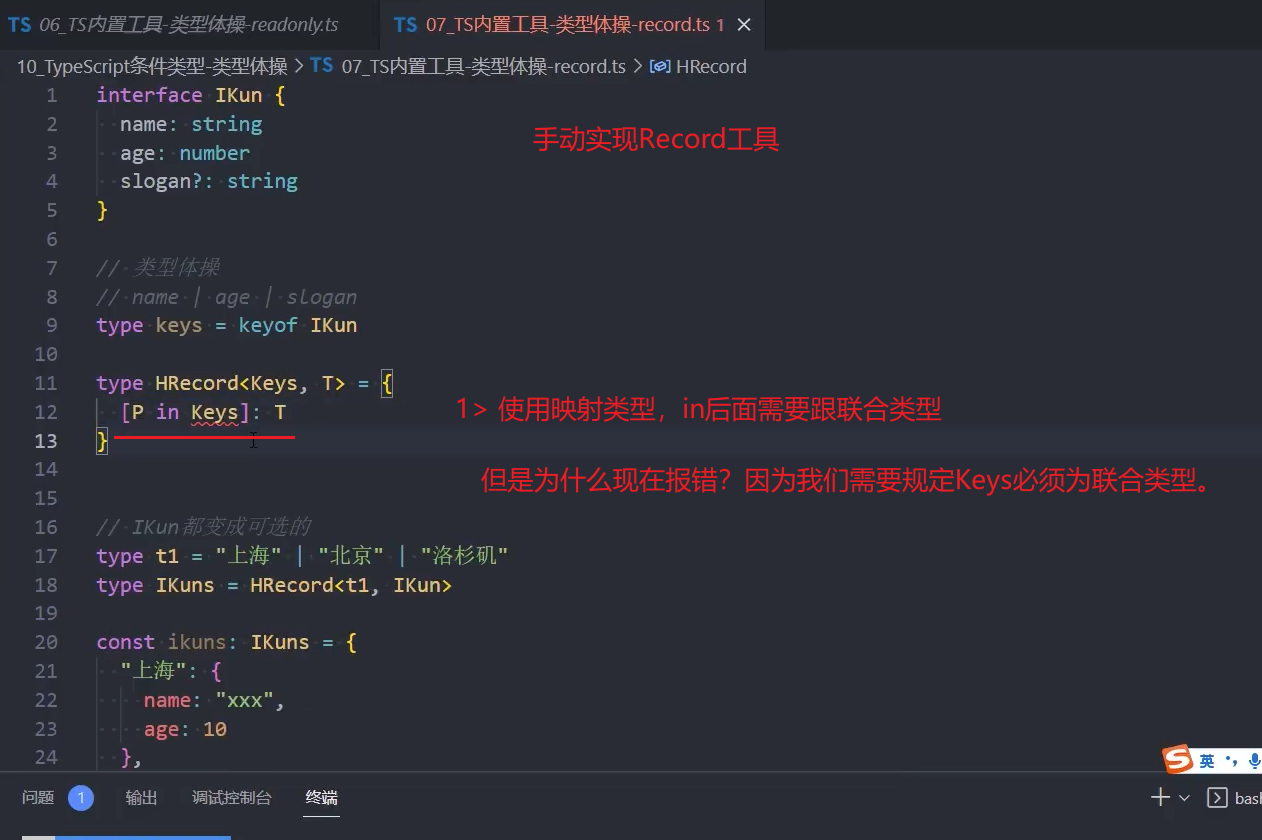 TS 06_TS内置工具-类型体操-readonly.ts TS 07_TS内置工具-类型体操-record.ts 1 ×
10_TypeScript条件类型-类型体操 > TS 07_TS内置工具-类型体操-record.ts > HRecord
1 interface IKun {
2 name: string
手动实现Record工具
3 age: number
4 slogan?: string
5 }
6
7 // 类型体操
8 // name | age | slogan
9 type keys = keyof IKun
10
11 type HRecord<Keys, T> = {
12 [P in Keys]: T
1> 使用映射类型，in后面需要跟联合类型
13 }
14
但是为什么现在报错？因为我们需要规定Keys必须为联合类型。
15
16 // IKun都变成可选的
17 type t1 = "上海" | "北京" | "洛杉矶"
18 type IKuns = HRecord<t1, IKun>
19
20 const ikuns: IKuns = {
21 "上海": {
22 name: "xxx",
23 age: 10
24 },
S 英
问题 1 输出 调试控制台 终端 bash